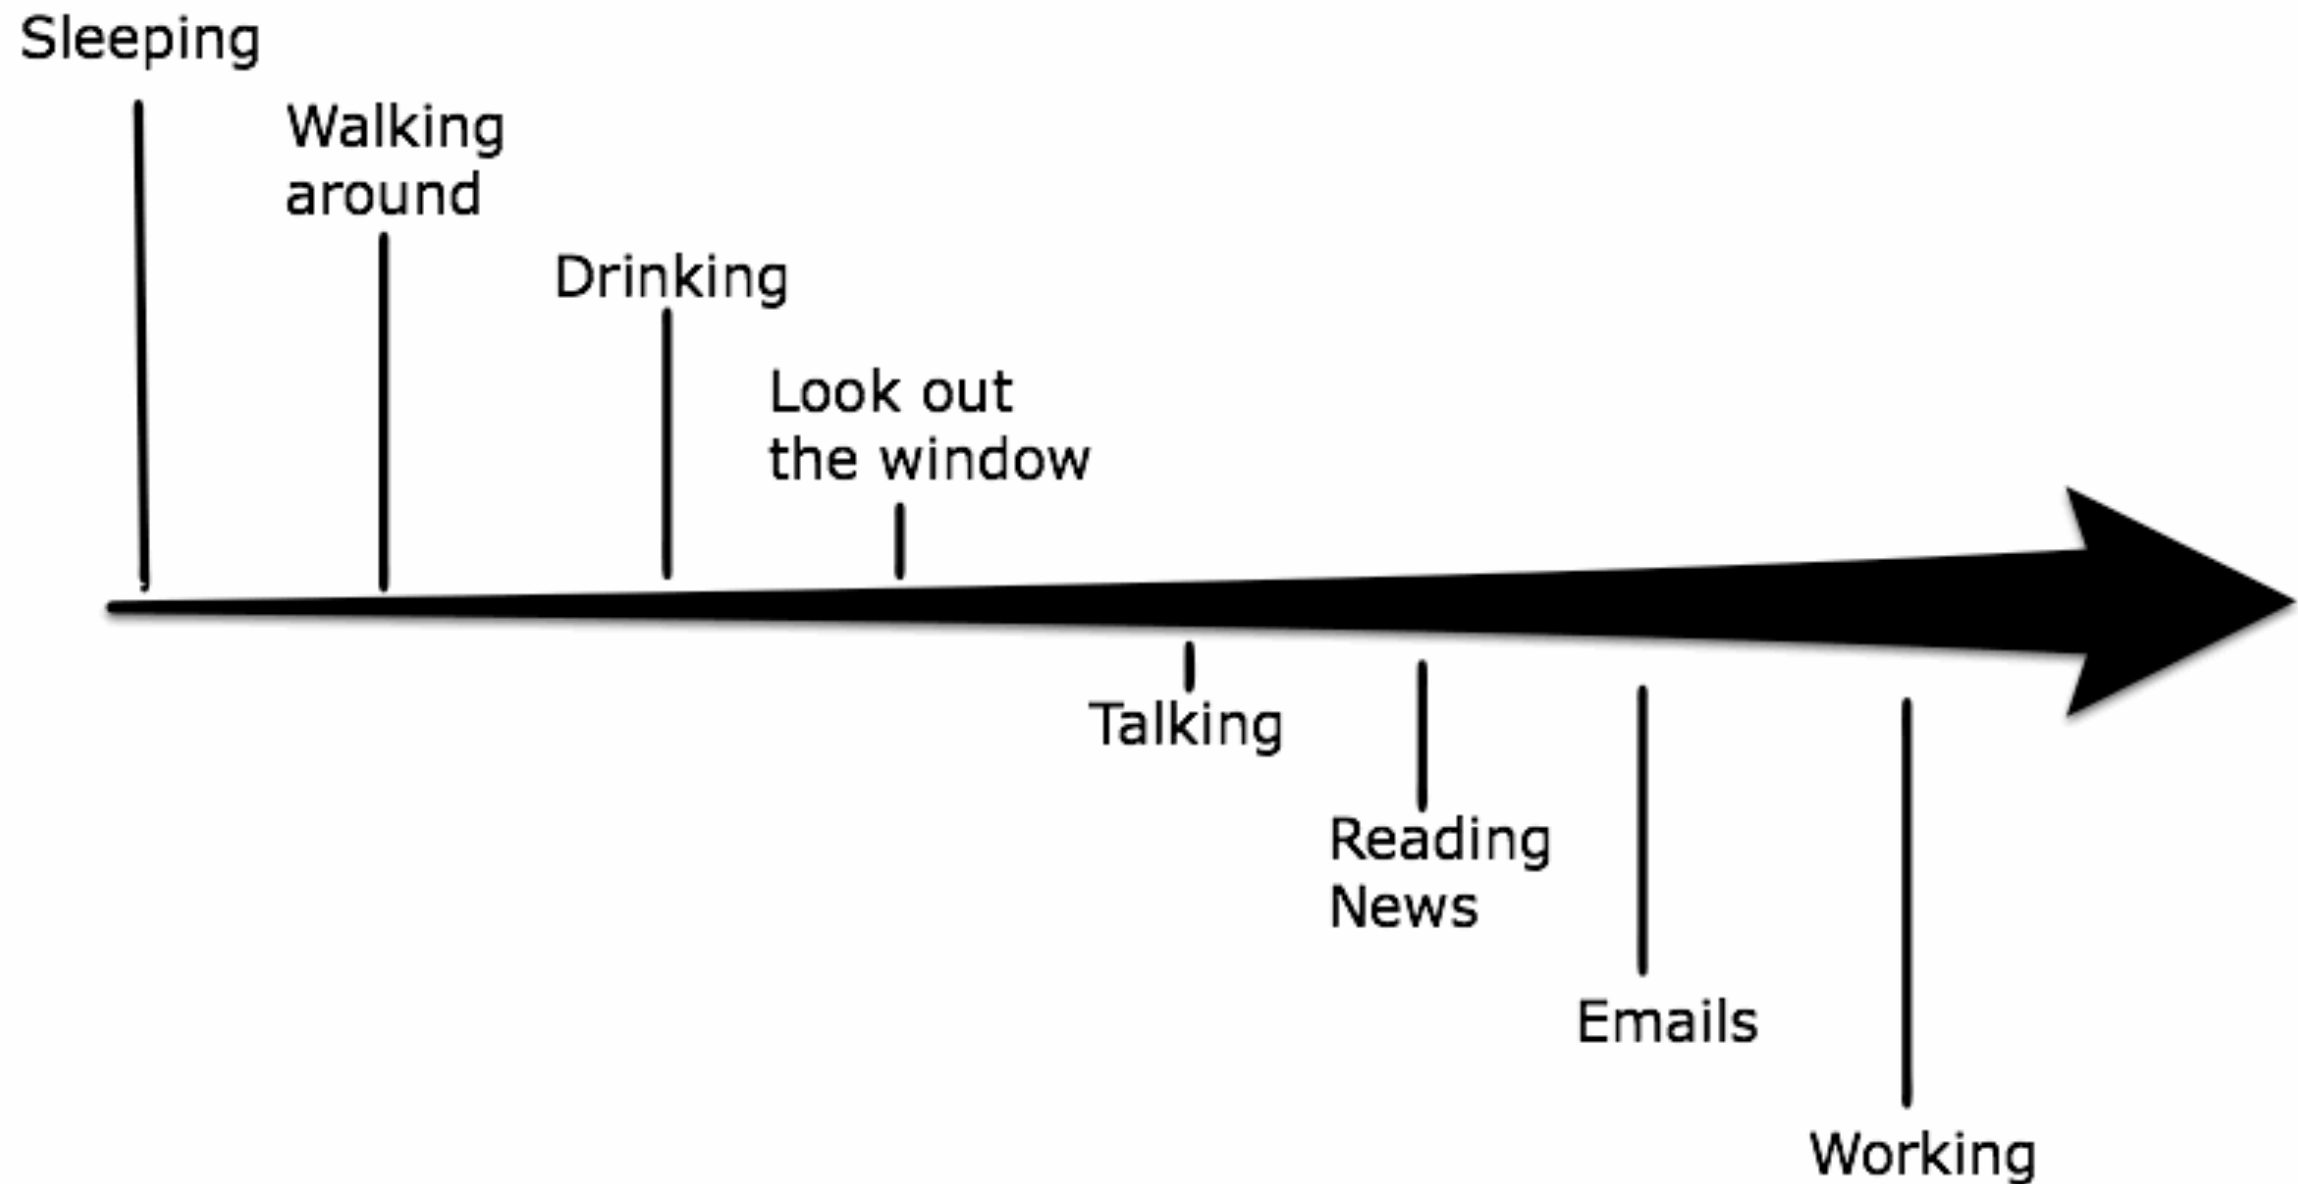 Sleeping
Walking
around
Drinking
Look out
the window
Talking
Reading
News
Emails
Working